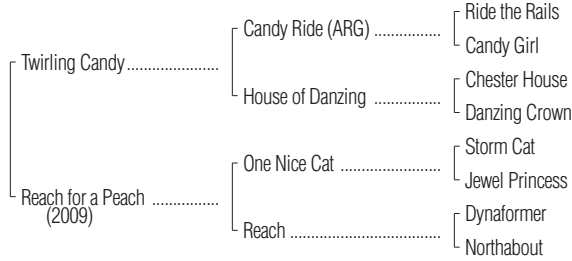 Ride the Rails
Candy Ride (ARG) ................
Candy Girl
Twirling Candy ......................
Chester House
House of Danzing ................
Danzing Crown
Storm Cat
One Nice Cat ........................
Jewel Princess
Reach for a Peach ................
(2009)
Dynaformer
Reach ....................................
Northabout